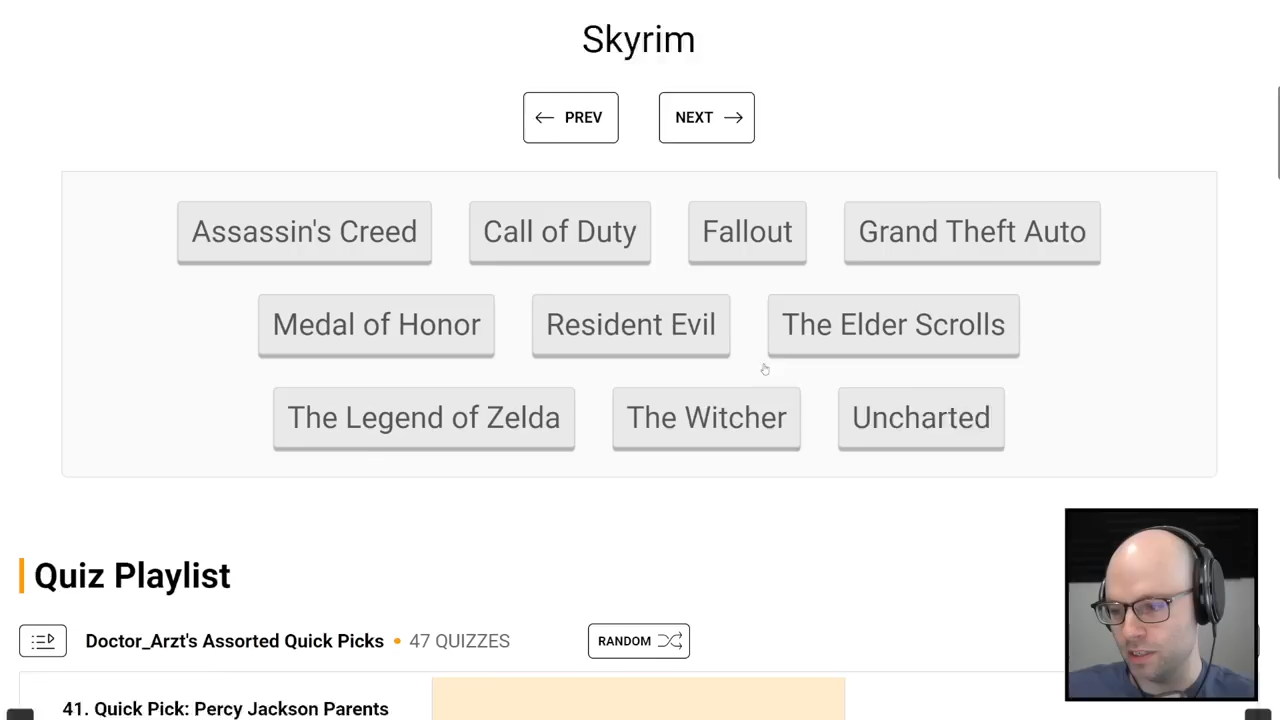 Skyrim
← PREV
NEXT →
Assassin's Creed
Call of Duty
Fallout
Grand Theft Auto
Medal of Honor
Resident Evil
The Elder Scrolls
The Legend of Zelda
The Witcher
Uncharted
Quiz Playlist
Doctor_Arzt's Assorted Quick Picks • 47 QUIZZES
RANDOM
41. Quick Pick: Percy Jackson Parents